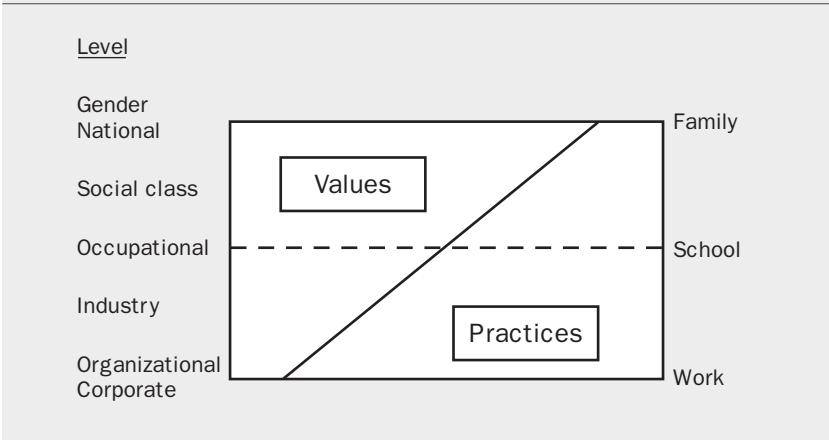 Level
Gender
National
Social class
Occupational
Industry
Organizational
Corporate
Values
Practices
Family
School
Work